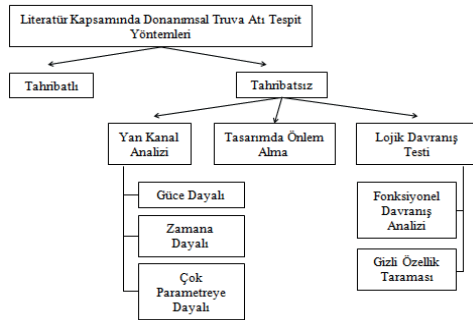 Literatür Kapsamında Donanımsal Truva Atı Tespit
Yöntemleri
Tahribatlı
Tahribatsız
Yan Kanal
Analizi
Tasarımda Önlem
Alma
Lojik Davranış
Testi
Güce Dayalı
Zamana
Dayalı
Çok
Parametreye
Dayalı
Fonksiyonel
Davranış
Analizi
Gizli Özellik
Taraması